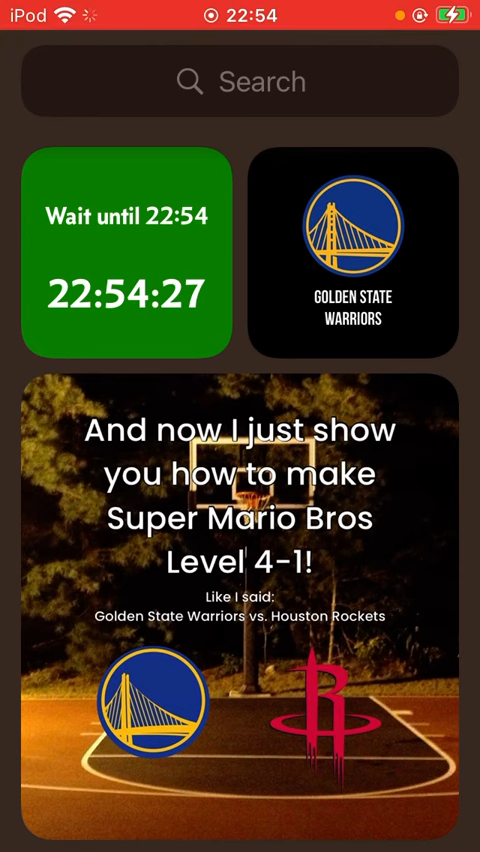 iPod
22:54
Search
Wait until 22:54
22:54:27
GOLDEN STATE
WARRIORS
And now I just show
you how to make
Super Mario Bros
Level 4-1!
Like I said:
Golden State Warriors vs. Houston Rockets
R